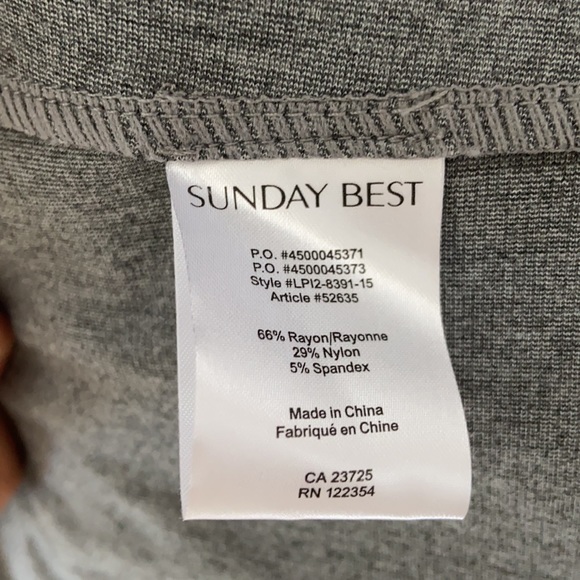 SUNDAY BEST
P.O. #4500045371
P.O. #4500045373
Style #LPI2-8391-15
Article #52635
66% Rayon/Rayonne
29% Nylon
5% Spandex
Made in China
Fabriqué en Chine
CA 23725
RN 122354